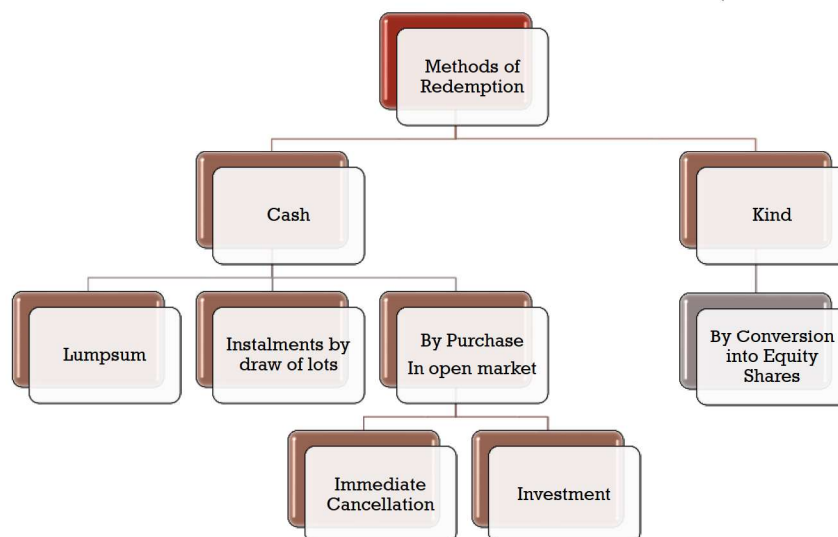 Methods of
Redemption
Cash
Kind
Lumpsum
Instalments by
draw of lots
By Purchase
In open market
By Conversion
into Equity
Shares
Immediate
Cancellation
Investment